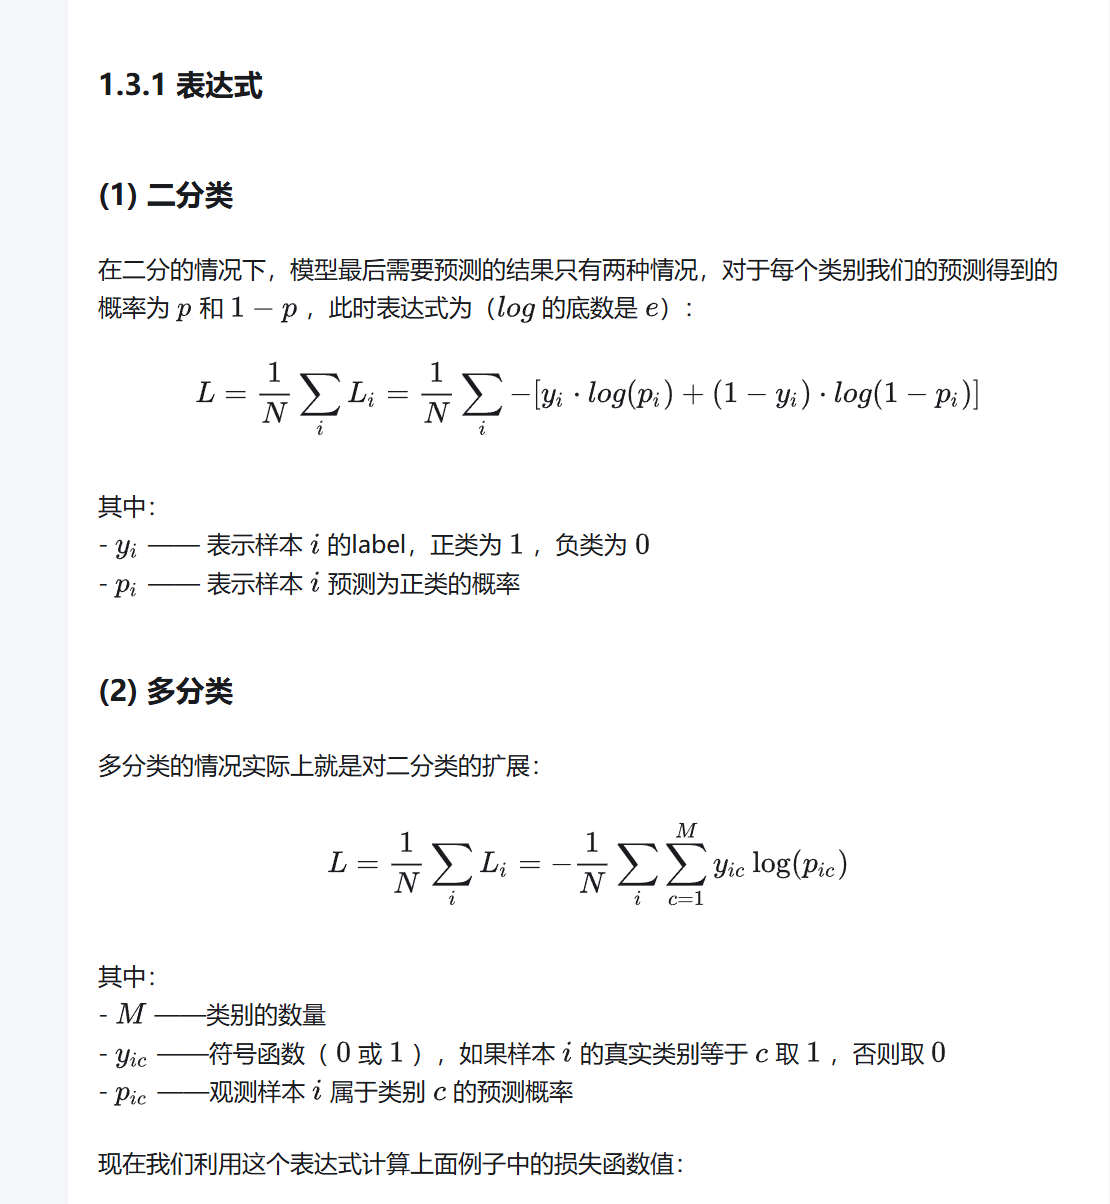 1.3.1 表达式
(1) 二分类
在二分的情况下，模型最后需要预测的结果只有两种情况，对于每个类别我们的预测得到的
概率为 p 和 1 − p ，此时表达式为（log 的底数是 e）：
L = \frac{1}{N} \sum_{i} L_i = \frac{1}{N} \sum_{i} −[y_i · log(p_i) + (1 − y_i) · log(1 − p_i)]
其中：
- y_i —— 表示样本 i 的label，正类为 1 ，负类为 0
- p_i —— 表示样本 i 预测为正类的概率
(2) 多分类
多分类的情况实际上就是对二分类的扩展：
L = \frac{1}{N} \sum_{i} L_i = −\frac{1}{N} \sum_{i} \sum_{c=1}^{M} y_{ic} log(p_{ic})
其中：
- M ——类别的数量
- y_{ic} ——符号函数（ 0 或 1 ），如果样本 i 的真实类别等于 c 取 1 ，否则取 0
- p_{ic} ——观测样本 i 属于类别 c 的预测概率
现在我们利用这个表达式计算上面例子中的损失函数值：